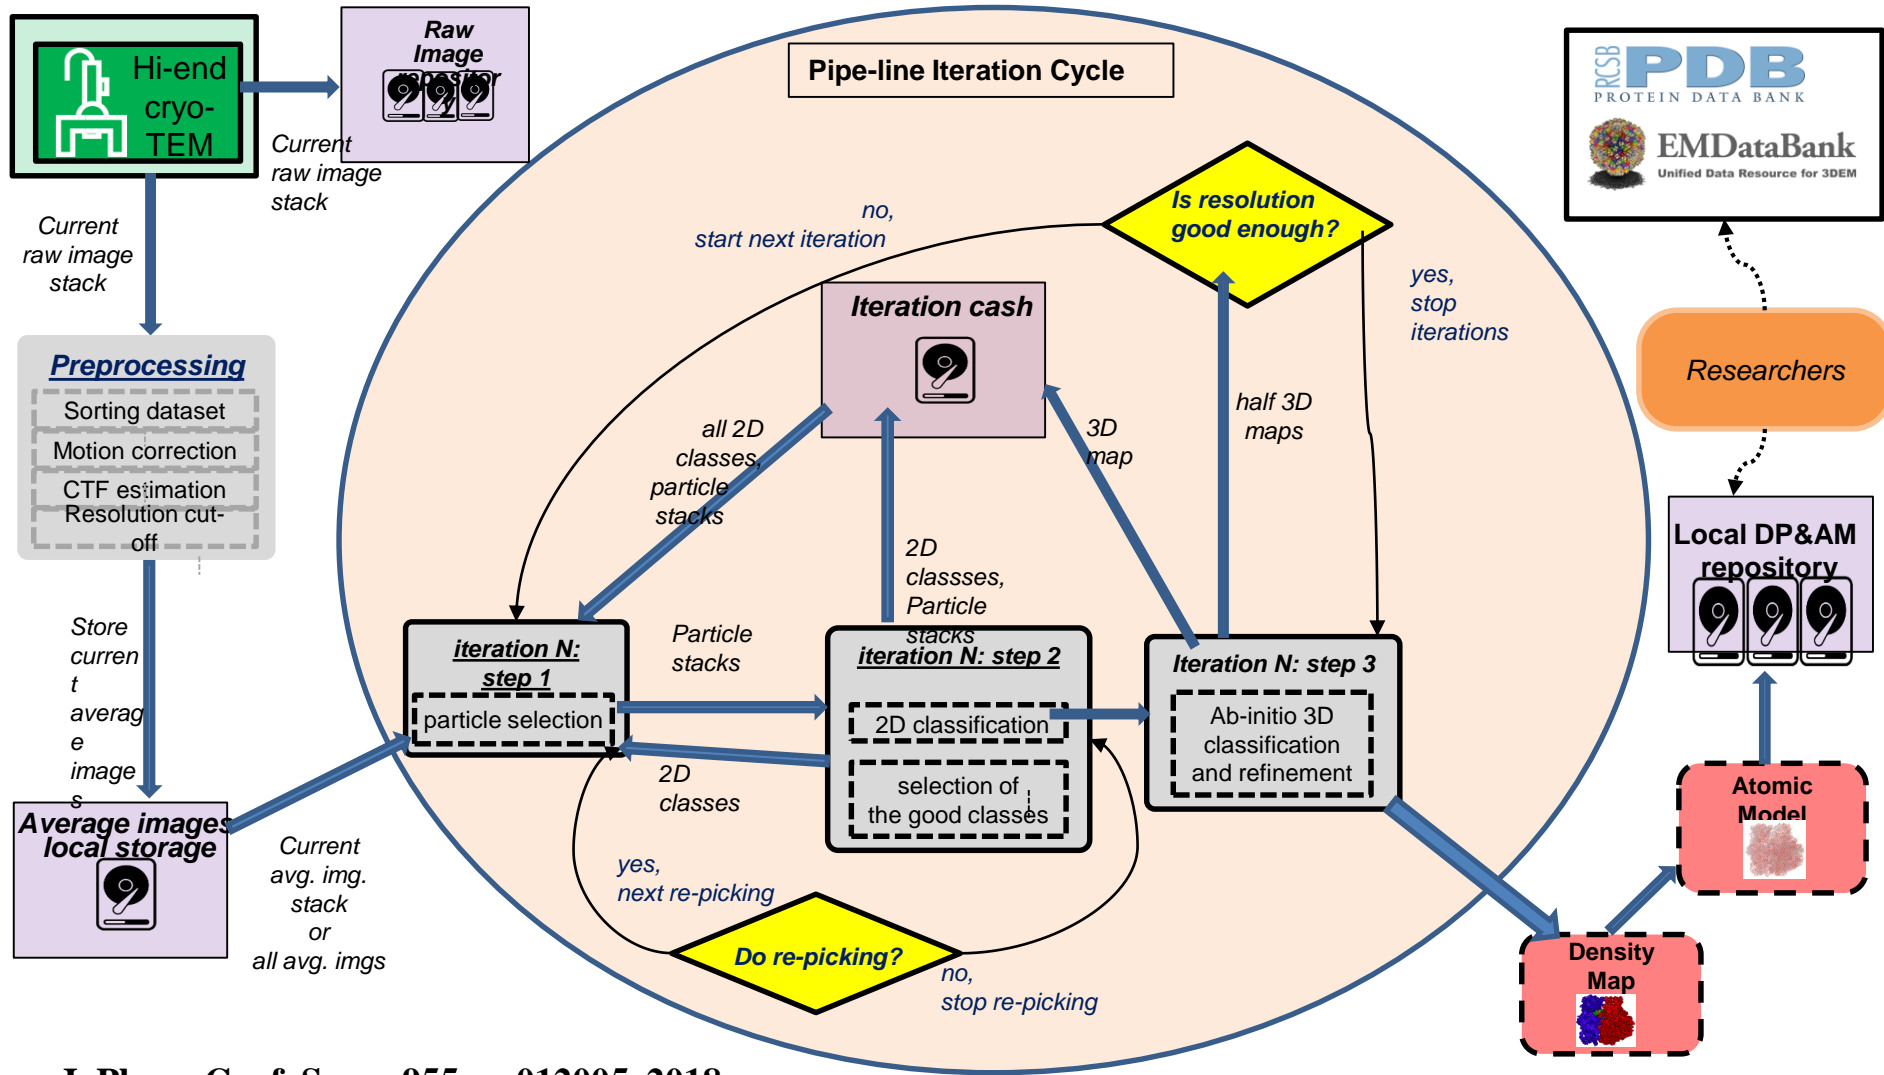 Hi-end
cryo-
TEM
Raw
Image
repositor
y
Current
raw image
stack
Current
raw image
stack
Preprocessing
Sorting dataset
Motion correction
CTF estimation
Resolution cut-
off
Store
curren
t
averag
e
image
s
Average images
local storage
Current
avg. img.
stack
or
all avg. imgs
Pipe-line Iteration Cycle
Is resolution
good enough?
no,
start next iteration
yes,
stop
iterations
Iteration cash
all 2D
classes,
particle
stacks
2D
classses,
Particle
stacks
3D
map
half 3D
maps
iteration N:
step 1
particle selection
Particle
stacks
2D
classes
iteration N: step 2
2D classification
selection of
the good classes
Iteration N: step 3
Ab-initio 3D
classification
and refinement
yes,
next re-picking
Do re-picking?
no,
stop re-picking
RCSB
PDB
PROTEIN DATA BANK
EMDataBank
Unified Data Resource for 3DEM
Researchers
Local DP&AM
repository
Atomic
Model
Density
Map
955
012005, 2018